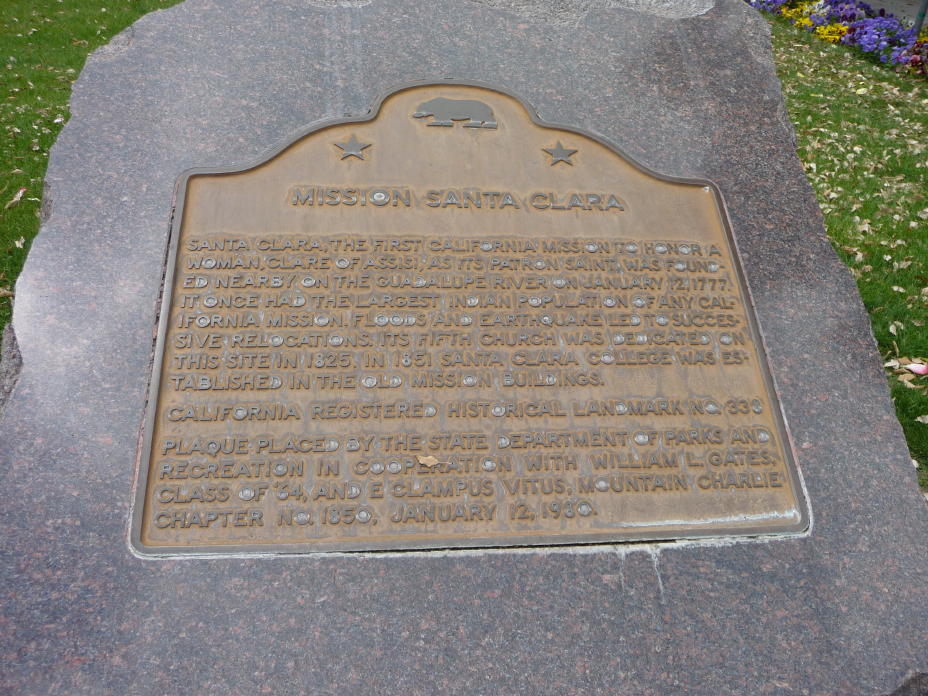 MISSION SANTA CLARA
SANTA CLARA, THE FIRST CALIFORNIA MISSION TO HONOR A
WOMAN, CLARE OF ASSISI, AS ITS PATRON SAINT, WAS FOUND-
ED NEARBY ON THE GUADALUPE RIVER ON JANUARY 12, 1777.
IT ONCE HAD THE LARGEST INDIAN POPULATION OF ANY CAL-
IFORNIA MISSION. FLOODS AND EARTHQUAKE LED TO SUCCES-
SIVE RELOCATIONS. ITS FIFTH CHURCH WAS DEDICATED ON
THIS SITE IN 1825. IN 1851 SANTA CLARA COLLEGE WAS ES-
TABLISHED IN THE OLD MISSION BUILDINGS.
CALIFORNIA REGISTERED HISTORICAL LANDMARK NO. 338
PLAQUE PLACED BY THE STATE DEPARTMENT OF PARKS AND
RECREATION IN COOPERATION WITH WILLIAM L. GATES,
CLASS OF '64, AND E CLAMPUS VITUS, MOUNTAIN CHARLIE
CHAPTER NO. 1850, JANUARY 12, 1980.